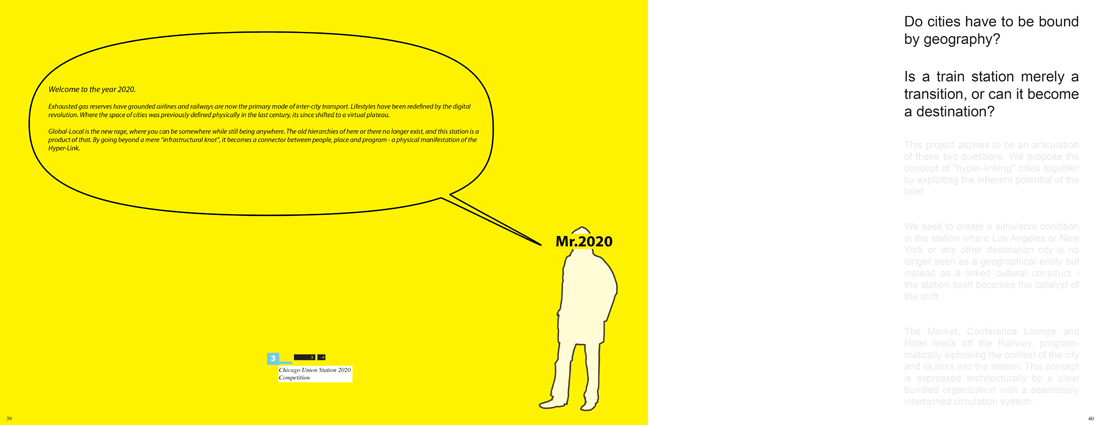 Welcome to the year 2020.
Exhausted gas reserves have grounded airlines and railways are now the primary mode of inter-city transport. Lifestyles have been redefined by the digital
revolution. Where the space of cities was previously defined physically in the last century, its since shifted to a virtual plateau.
Global-Local is the new rage, where you can be somewhere while still being anywhere. The old hierarchies of here or there no longer exist, and this station is a
product of that. By going beyond a mere "infrastructural knot", it becomes a connector between people, place and program - a physical manifestation of the
Hyper-Link.
Mr.2020
3
Chicago Union Station 2020
Competition
39
Do cities have to be bound
by geography?
Is a train station merely a
transition, or can it become
a destination?
This project aspires to be an articulation
of these two questions. We propose the
concept of "hyper-linking" cities together
by exploiting the inherent potential of the
brief.
We seek to create a simulacra condition
in the station where Los Angeles or New
York or any other destination city is no
longer seen as a geographical entity but
instead as a linked cultural construct -
the station itself becomes the catalyst of
the shift.
The Market, Conference Lounge and
Hotel feeds off the Railway, program-
matically siphoning the context of the city
and its links into the station. This concept
is expressed architecturally by a clear
bundled organization with a seamlessly
intertwined circulation system.
40